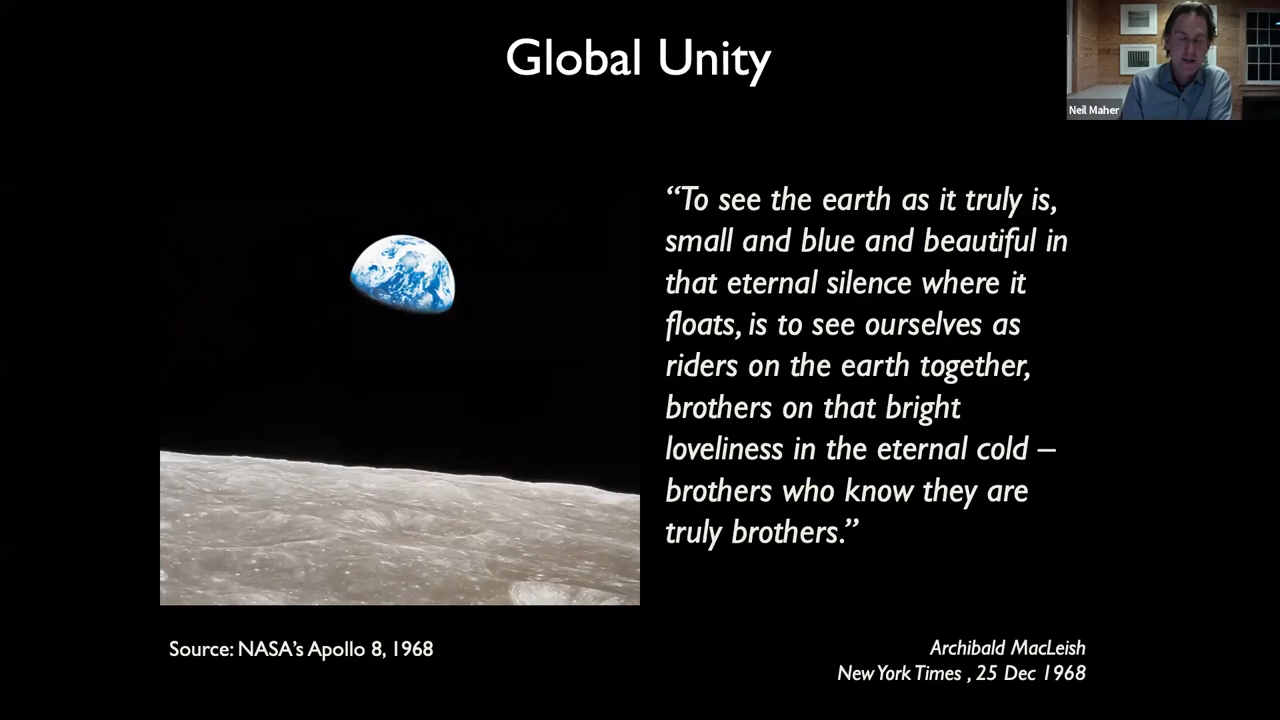 Global Unity
Neil Maher
“To see the earth as it truly is,
small and blue and beautiful in
that eternal silence where it
floats, is to see ourselves as
riders on the earth together,
brothers on that bright
loveliness in the eternal cold –
brothers who know they are
truly brothers.”
Source: NASA’s Apollo 8, 1968
Archibald MacLeish
New York Times , 25 Dec 1968